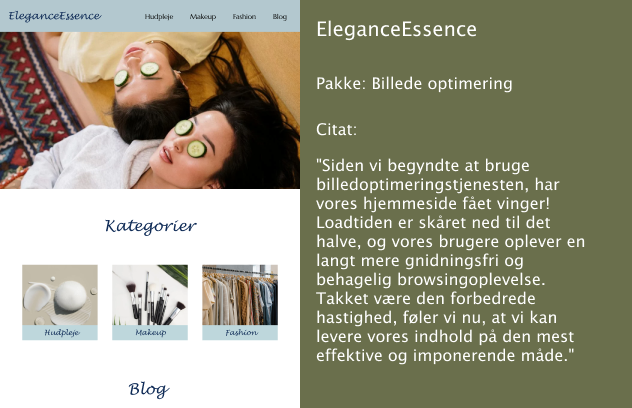 EleganceEssence
Hudpleje Makeup Fashion Blog
Kategorier
Hudpleje Makeup Fashion
Blog
EleganceEssence
Pakke: Billede optimering
Citat:
"Siden vi begyndte at bruge
billedoptimeringstjenesten, har
vores hjemmeside fået vinger!
Loadtiden er skåret ned til det
halve, og vores brugere oplever en
langt mere gnidningsfri og
behagelig browsingoplevelse.
Takket være den forbedrede
hastighed, føler vi nu, at vi kan
levere vores indhold på den mest
effektive og imponerende måde."